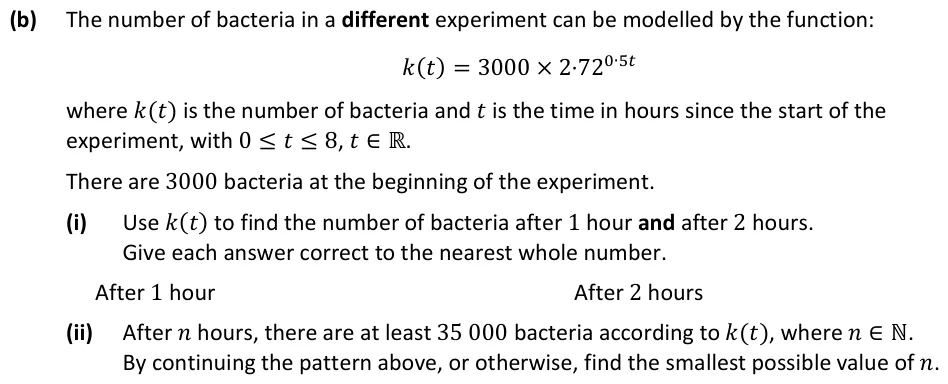 (b) The number of bacteria in a different experiment can be modelled by the function:
k(t) = 3000 × 2·72^{0·5t}
where k(t) is the number of bacteria and t is the time in hours since the start of the
experiment, with 0 ≤ t ≤ 8, t ∈ ℝ.
There are 3000 bacteria at the beginning of the experiment.
(i) Use k(t) to find the number of bacteria after 1 hour and after 2 hours.
Give each answer correct to the nearest whole number.
After 1 hour After 2 hours
(ii) After n hours, there are at least 35 000 bacteria according to k(t), where n ∈ ℕ.
By continuing the pattern above, or otherwise, find the smallest possible value of n.